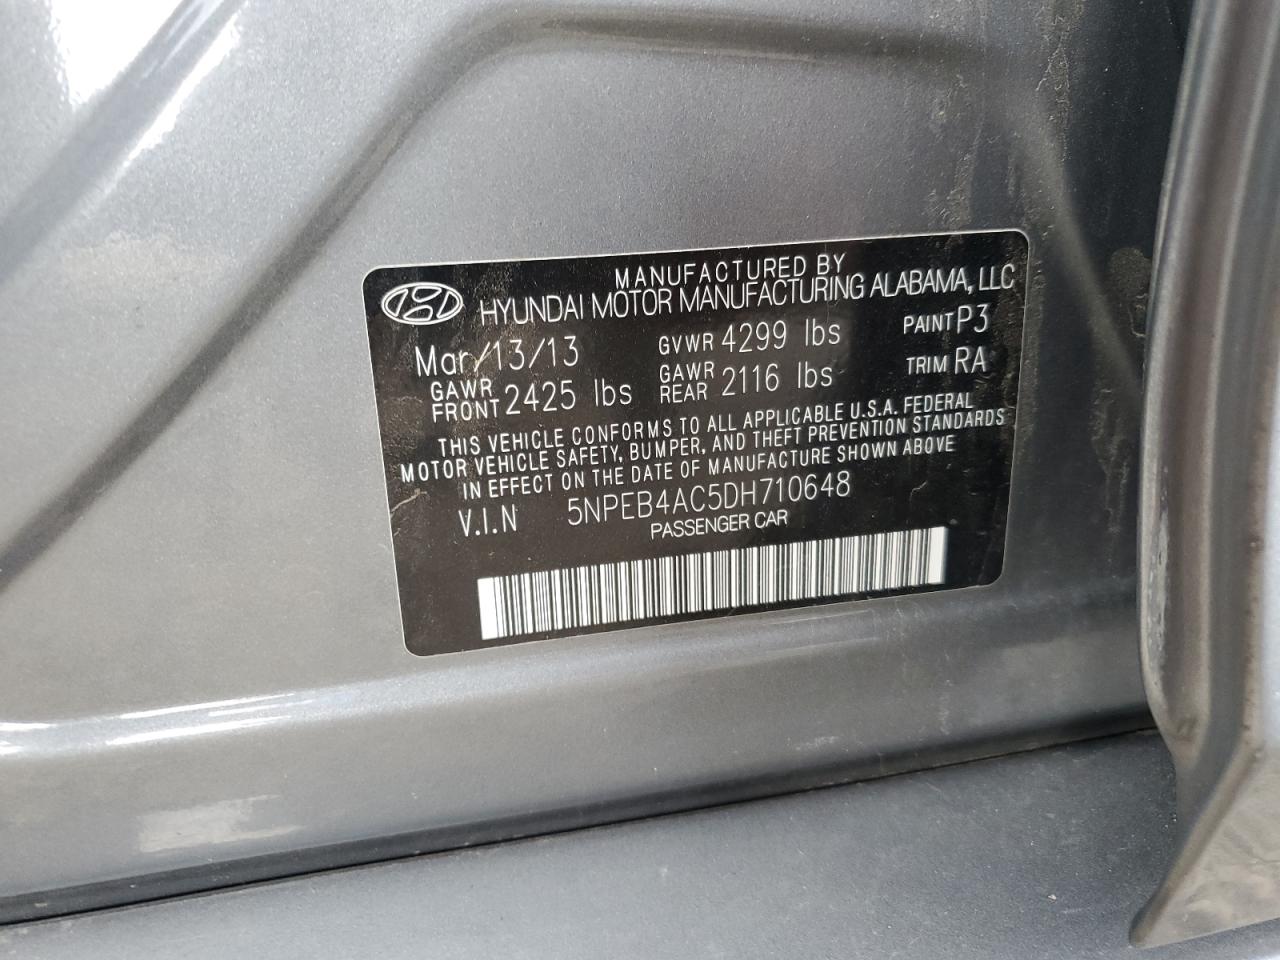 MANUFACTURED BY
HYUNDAI MOTOR MANUFACTURING ALABAMA, LLC
Mar/13/13 GVWR 4299 lbs PAINT P3
GAWR FRONT 2425 lbs GAWR REAR 2116 lbs TRIM RA
THIS VEHICLE CONFORMS TO ALL APPLICABLE U.S.A. FEDERAL
MOTOR VEHICLE SAFETY, BUMPER, AND THEFT PREVENTION STANDARDS
IN EFFECT ON THE DATE OF MANUFACTURE SHOWN ABOVE
V.I.N 5NPEB4AC5DH710648
PASSENGER CAR